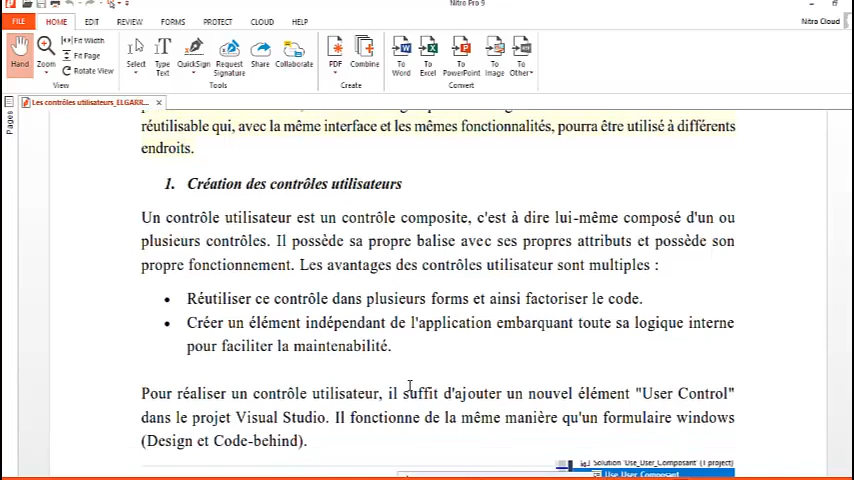 Nitro Pro 9
FILE HOME EDIT REVIEW FORMS PROTECT CLOUD HELP Nitro Cloud
Hand Zoom Fit Width Fit Page Rotate View Select Type Text QuickSign Request Signature Share Collaborate PDF Combine To Word To Excel To PowerPoint To Image To Other
View Tools Create Convert
Les contrôles utilisateurs_ELGARR...
Pages
réutilisable qui, avec la même interface et les mêmes fonctionnalités, pourra être utilisé à différents
endroits.
1. Création des contrôles utilisateurs
Un contrôle utilisateur est un contrôle composite, c'est à dire lui-même composé d'un ou
plusieurs contrôles. Il possède sa propre balise avec ses propres attributs et possède son
propre fonctionnement. Les avantages des contrôles utilisateur sont multiples :
• Réutiliser ce contrôle dans plusieurs forms et ainsi factoriser le code.
• Créer un élément indépendant de l'application embarquant toute sa logique interne
pour faciliter la maintenabilité.
Pour réaliser un contrôle utilisateur, il suffit d'ajouter un nouvel élément "User Control"
dans le projet Visual Studio. Il fonctionne de la même manière qu'un formulaire windows
(Design et Code-behind).
Solution 'Use_User_Composant' (1 project)
Use_User_Composant